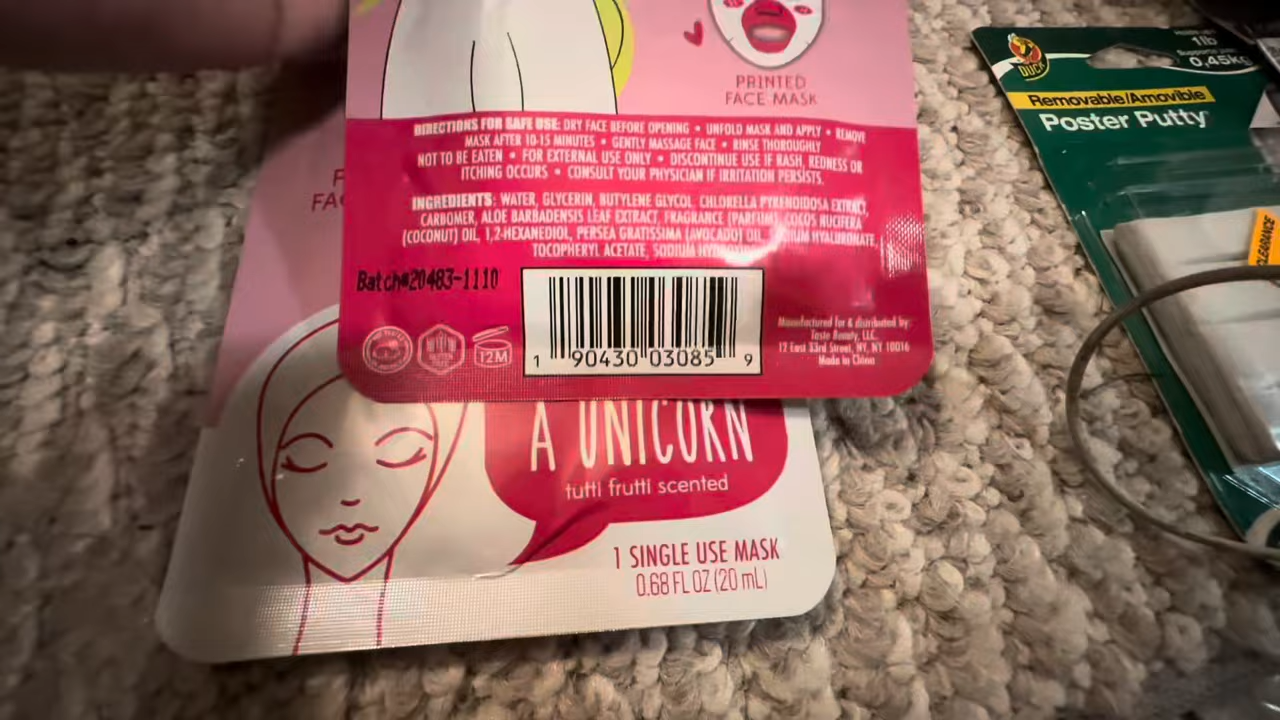 PRINTED
FACE MASK
DIRECTIONS FOR SAFE USE: DRY FACE BEFORE OPENING • UNFOLD MASK AND APPLY • REMOVE
MASK AFTER 10-15 MINUTES • GENTLY MASSAGE FACE • RINSE THOROUGHLY
NOT TO BE EATEN • FOR EXTERNAL USE ONLY • DISCONTINUE USE IF RASH, REDNESS OR
ITCHING OCCURS • CONSULT YOUR PHYSICIAN IF IRRITATION PERSISTS.
INGREDIENTS: WATER, GLYCERIN, BUTYLENE GLYCOL, CHLORELLA PYRENOIDOSA EXTRACT,
CARBOMER, ALOE BARBADENSIS LEAF EXTRACT, FRAGRANCE (PARFUM), COCOS NUCIFERA
(COCONUT) OIL, 1,2-HEXANEDIOL, PERSEA GRATISSIMA (AVOCADO) OIL, SODIUM HYALURONATE,
TOCOPHERYL ACETATE, SODIUM
Batch#20483-1110
12M
1 90430 03085 9
Manufactured for & distributed by:
Taste Beauty, LLC.
12 East 33rd Street, NY, NY 10016
Made in China
FA
A UNICORN
tutti frutti scented
1 SINGLE USE MASK
0.68 FL OZ (20 mL)
1lb
0,45kg
DUCK
Removable/Amovible
Poster Putty
CLEARANCE